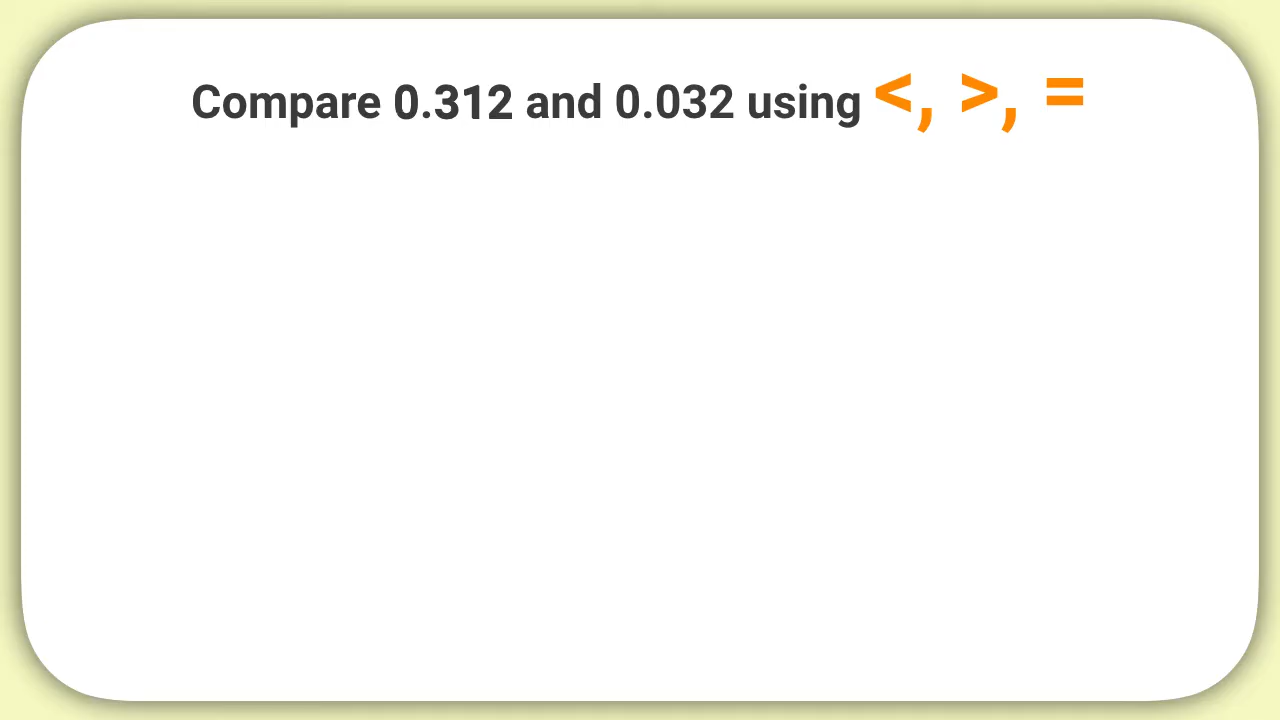 Compare 0.312 and 0.032 using <, >, =